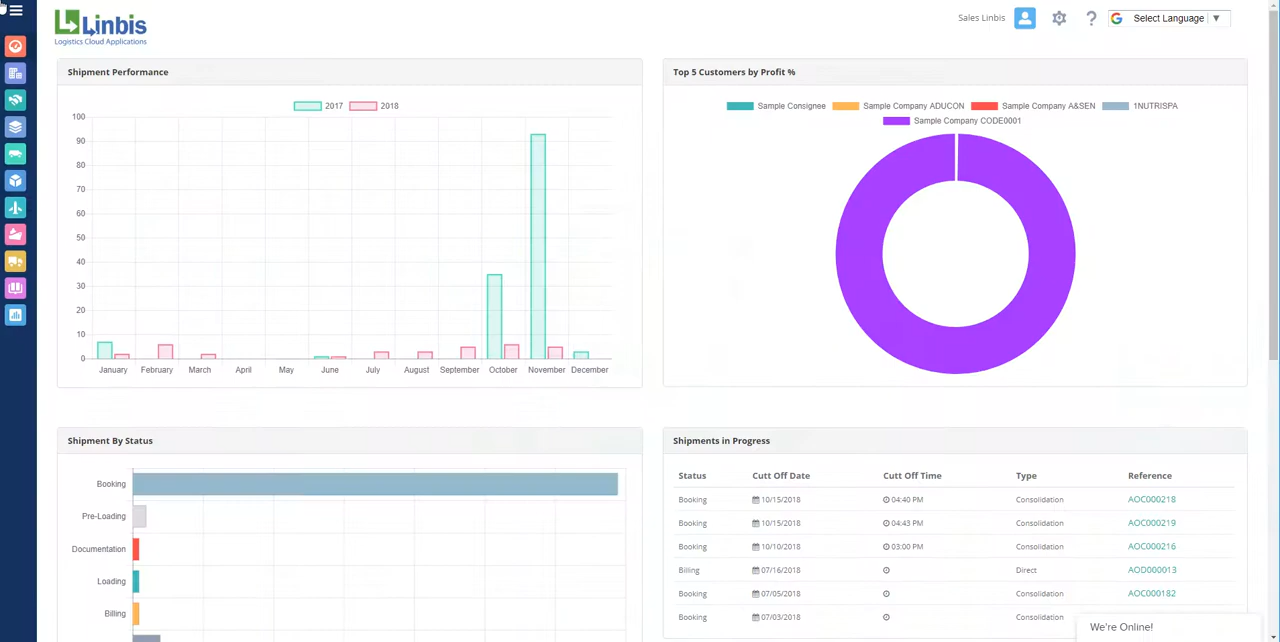 Linbis
Logistics Cloud Applications
Sales Linbis
?
G Select Language ▼
Shipment Performance
2017 2018
100
90
80
70
60
50
40
30
20
10
0
January February March April May June July August September October November December
Top 5 Customers by Profit %
Sample Consignee Sample Company ADUCON Sample Company A&SEN 1NUTRISPA
Sample Company CODE0001
Shipment By Status
Booking
Pre-Loading
Documentation
Loading
Billing
Shipments in Progress
Status Cutt Off Date Cutt Off Time Type Reference
Booking 10/15/2018 04:40 PM Consolidation AOC000218
Booking 10/15/2018 04:43 PM Consolidation AOC000219
Booking 10/10/2018 03:00 PM Consolidation AOC000216
Billing 07/16/2018 Direct AOD000013
Booking 07/05/2018 Consolidation AOC000182
Booking 07/03/2018 Consolidation
We're Online!